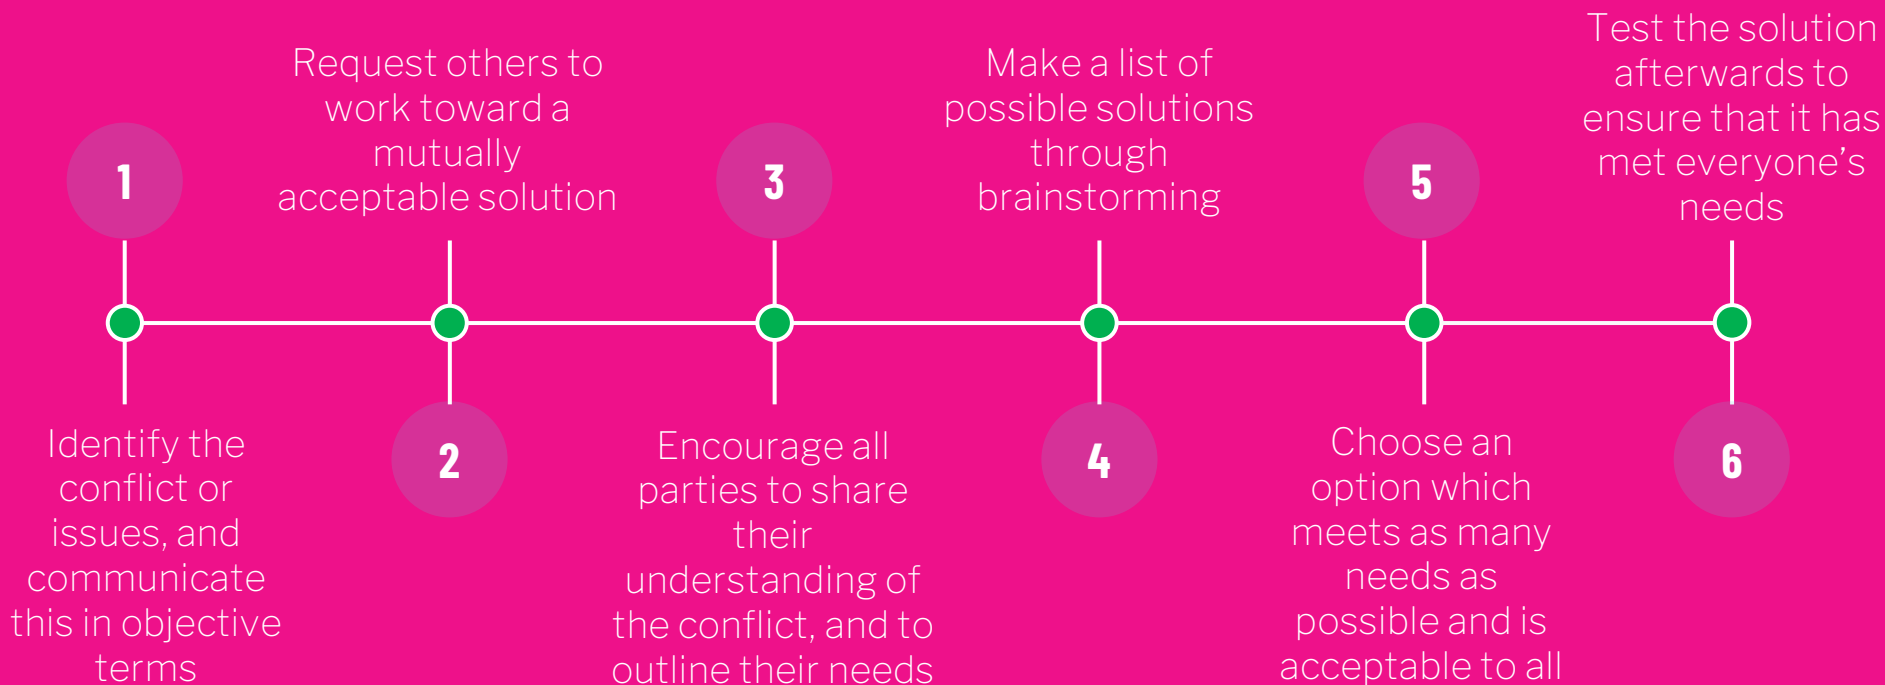 1
Identify the
conflict or
issues, and
communicate
this in objective
terms
Request others to
work toward a
mutually
acceptable solution
2
3
Encourage all
parties to share
their
understanding of
the conflict, and to
outline their needs
Make a list of
possible solutions
through
brainstorming
4
5
Choose an
option which
meets as many
needs as
possible and is
acceptable to all
Test the solution
afterwards to
ensure that it has
met everyone’s
needs
6